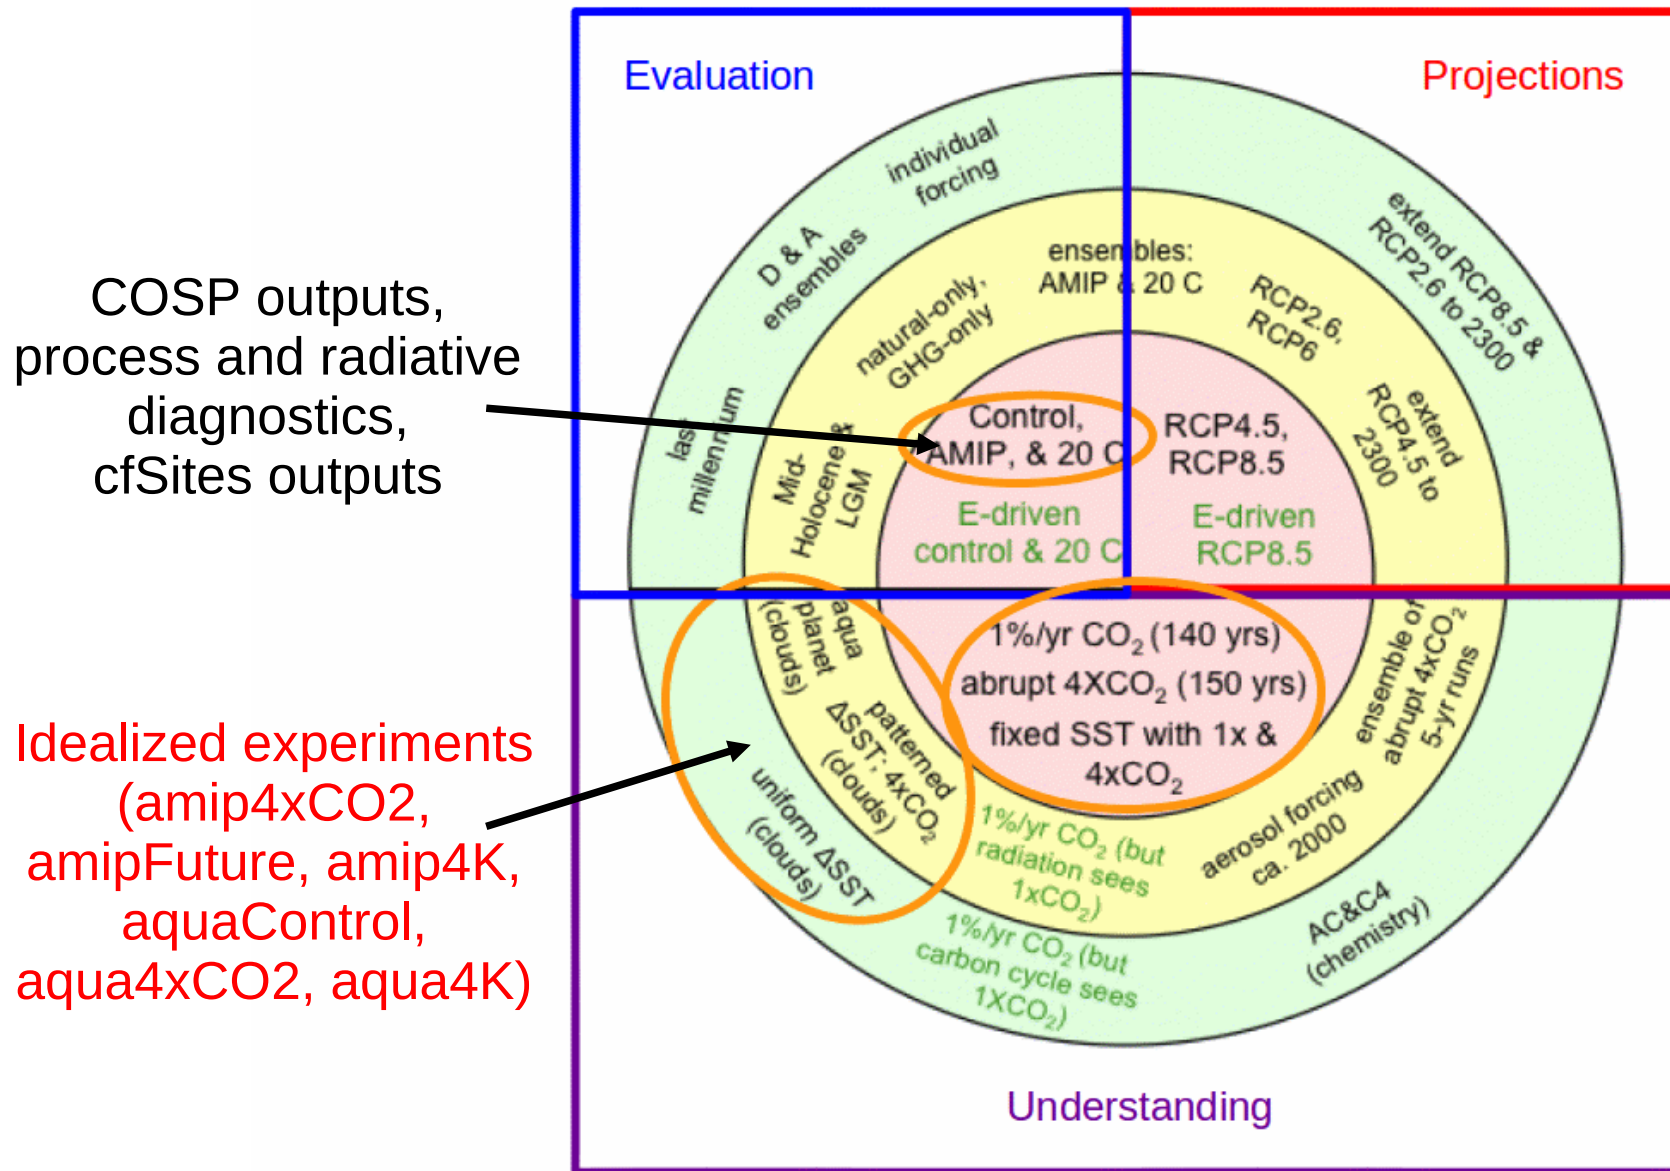 Evaluation
Projections
individual
forcing
D & A
ensembles
last
millennium
ensembles:
AMIP & 20 C
natural-only,
GHG-only
Mid-
Holocene &
LGM
RCP2.6,
RCP6
extend
RCP4.5 to
2300
extend RCP8.5 &
RCP2.6 to 2300
Control,
AMIP, & 20 C
E-driven
control & 20 C
RCP4.5,
RCP8.5
E-driven
RCP8.5
COSP outputs,
process and radiative
diagnostics,
cfSites outputs
Idealized experiments
(amip4xCO2,
amipFuture, amip4K,
aquaControl,
aqua4xCO2, aqua4K)
aqua
planet
(clouds)
patterned
ΔSST; 4xCO₂
(clouds)
uniform ΔSST
(clouds)
1%/yr CO₂ (140 yrs)
abrupt 4XCO₂ (150 yrs)
fixed SST with 1x &
4xCO₂
ensemble of
abrupt 4xCO₂
5-yr runs
aerosol forcing
ca. 2000
1%/yr CO₂ (but
radiation sees
1xCO₂)
1%/yr CO₂ (but
carbon cycle sees
1XCO₂)
AC&C4
(chemistry)
Understanding